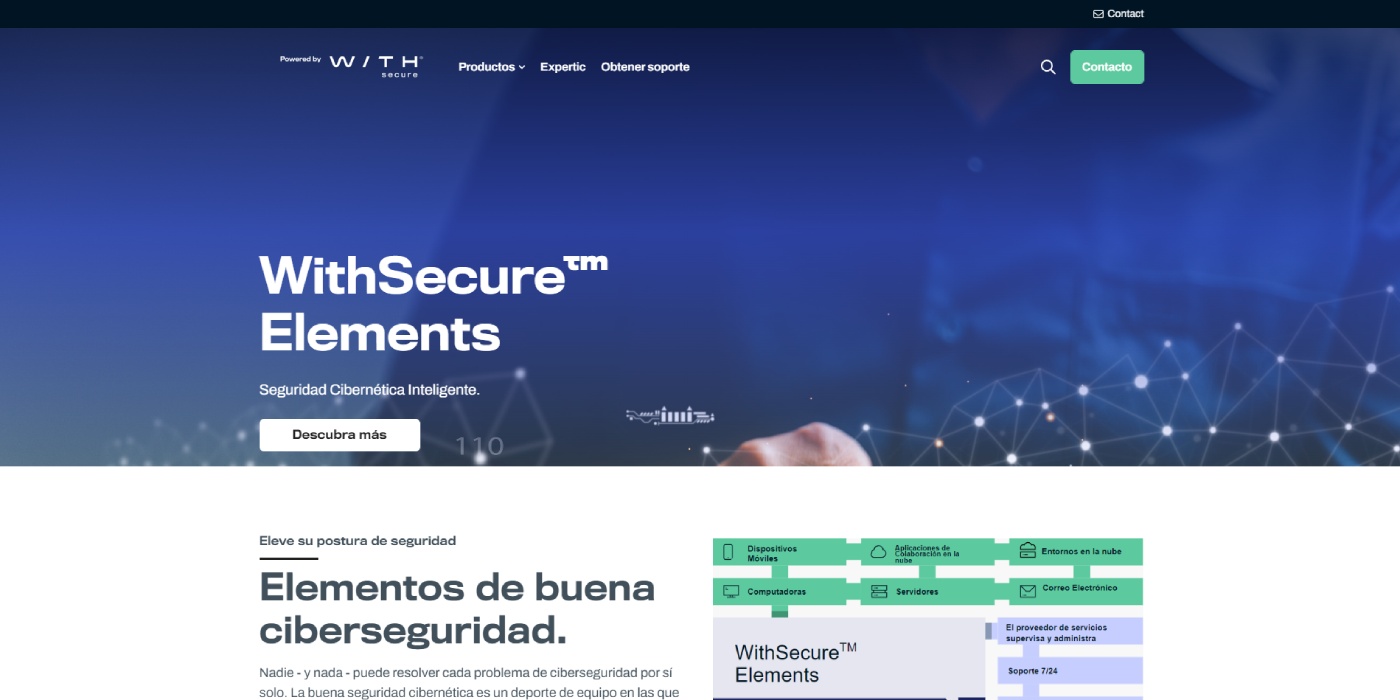 Contact
Powered by WITH secure
Productos Expertic Obtener soporte
Contacto
WithSecure™
Elements
Seguridad Cibernética Inteligente.
Descubra más
110
Eleve su postura de seguridad
Elementos de buena
ciberseguridad.
Nadie - y nada - puede resolver cada problema de ciberseguridad por sí
solo. La buena seguridad cibernética es un deporte de equipo en las que
Dispositivos
Móviles
Aplicaciones de
Colaboración en la
nube
Entornos en la nube
Computadoras
Servidores
Correo Electrónico
WithSecure™
Elements
El proveedor de servicios
supervisa y administra
Soporte 7/24